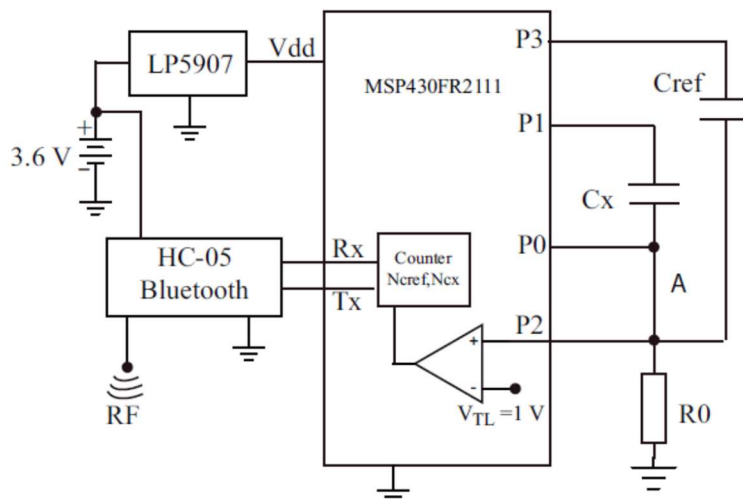 LP5907
Vdd
MSP430FR2111
P3
Cref
P1
+
3.6 V
-
Cx
HC-05
Bluetooth
Rx
Tx
Counter
Ncref,Ncx
P0
A
P2
+
-
V_TL =1 V
R0
RF